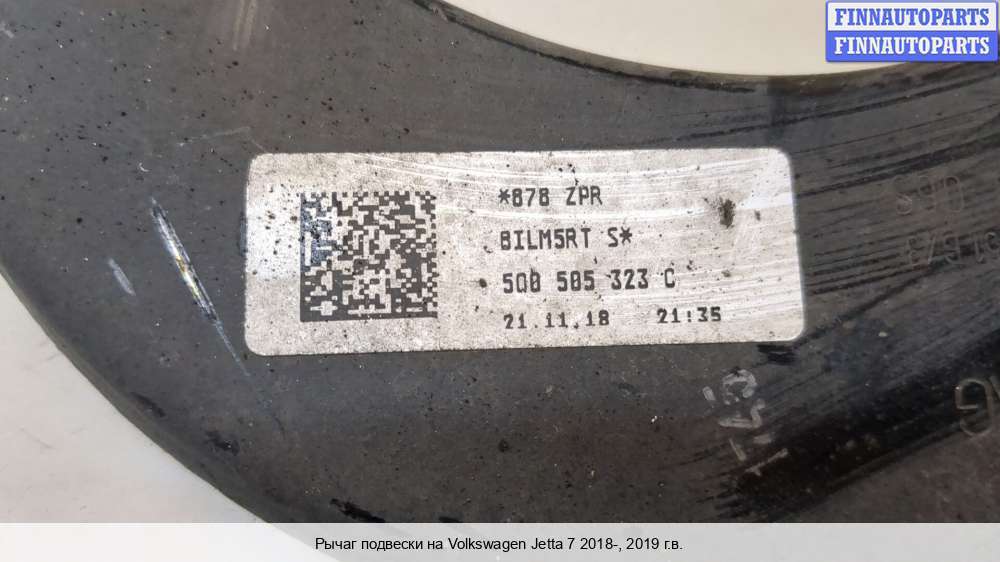 FINNAUTOPARTS
FINNAUTOPARTS
*878 ZPR
8ILM5RT S*
5Q0 505 323 C
21.11.18 21:35
Рычаг подвески на Volkswagen Jetta 7 2018-, 2019 г.в.